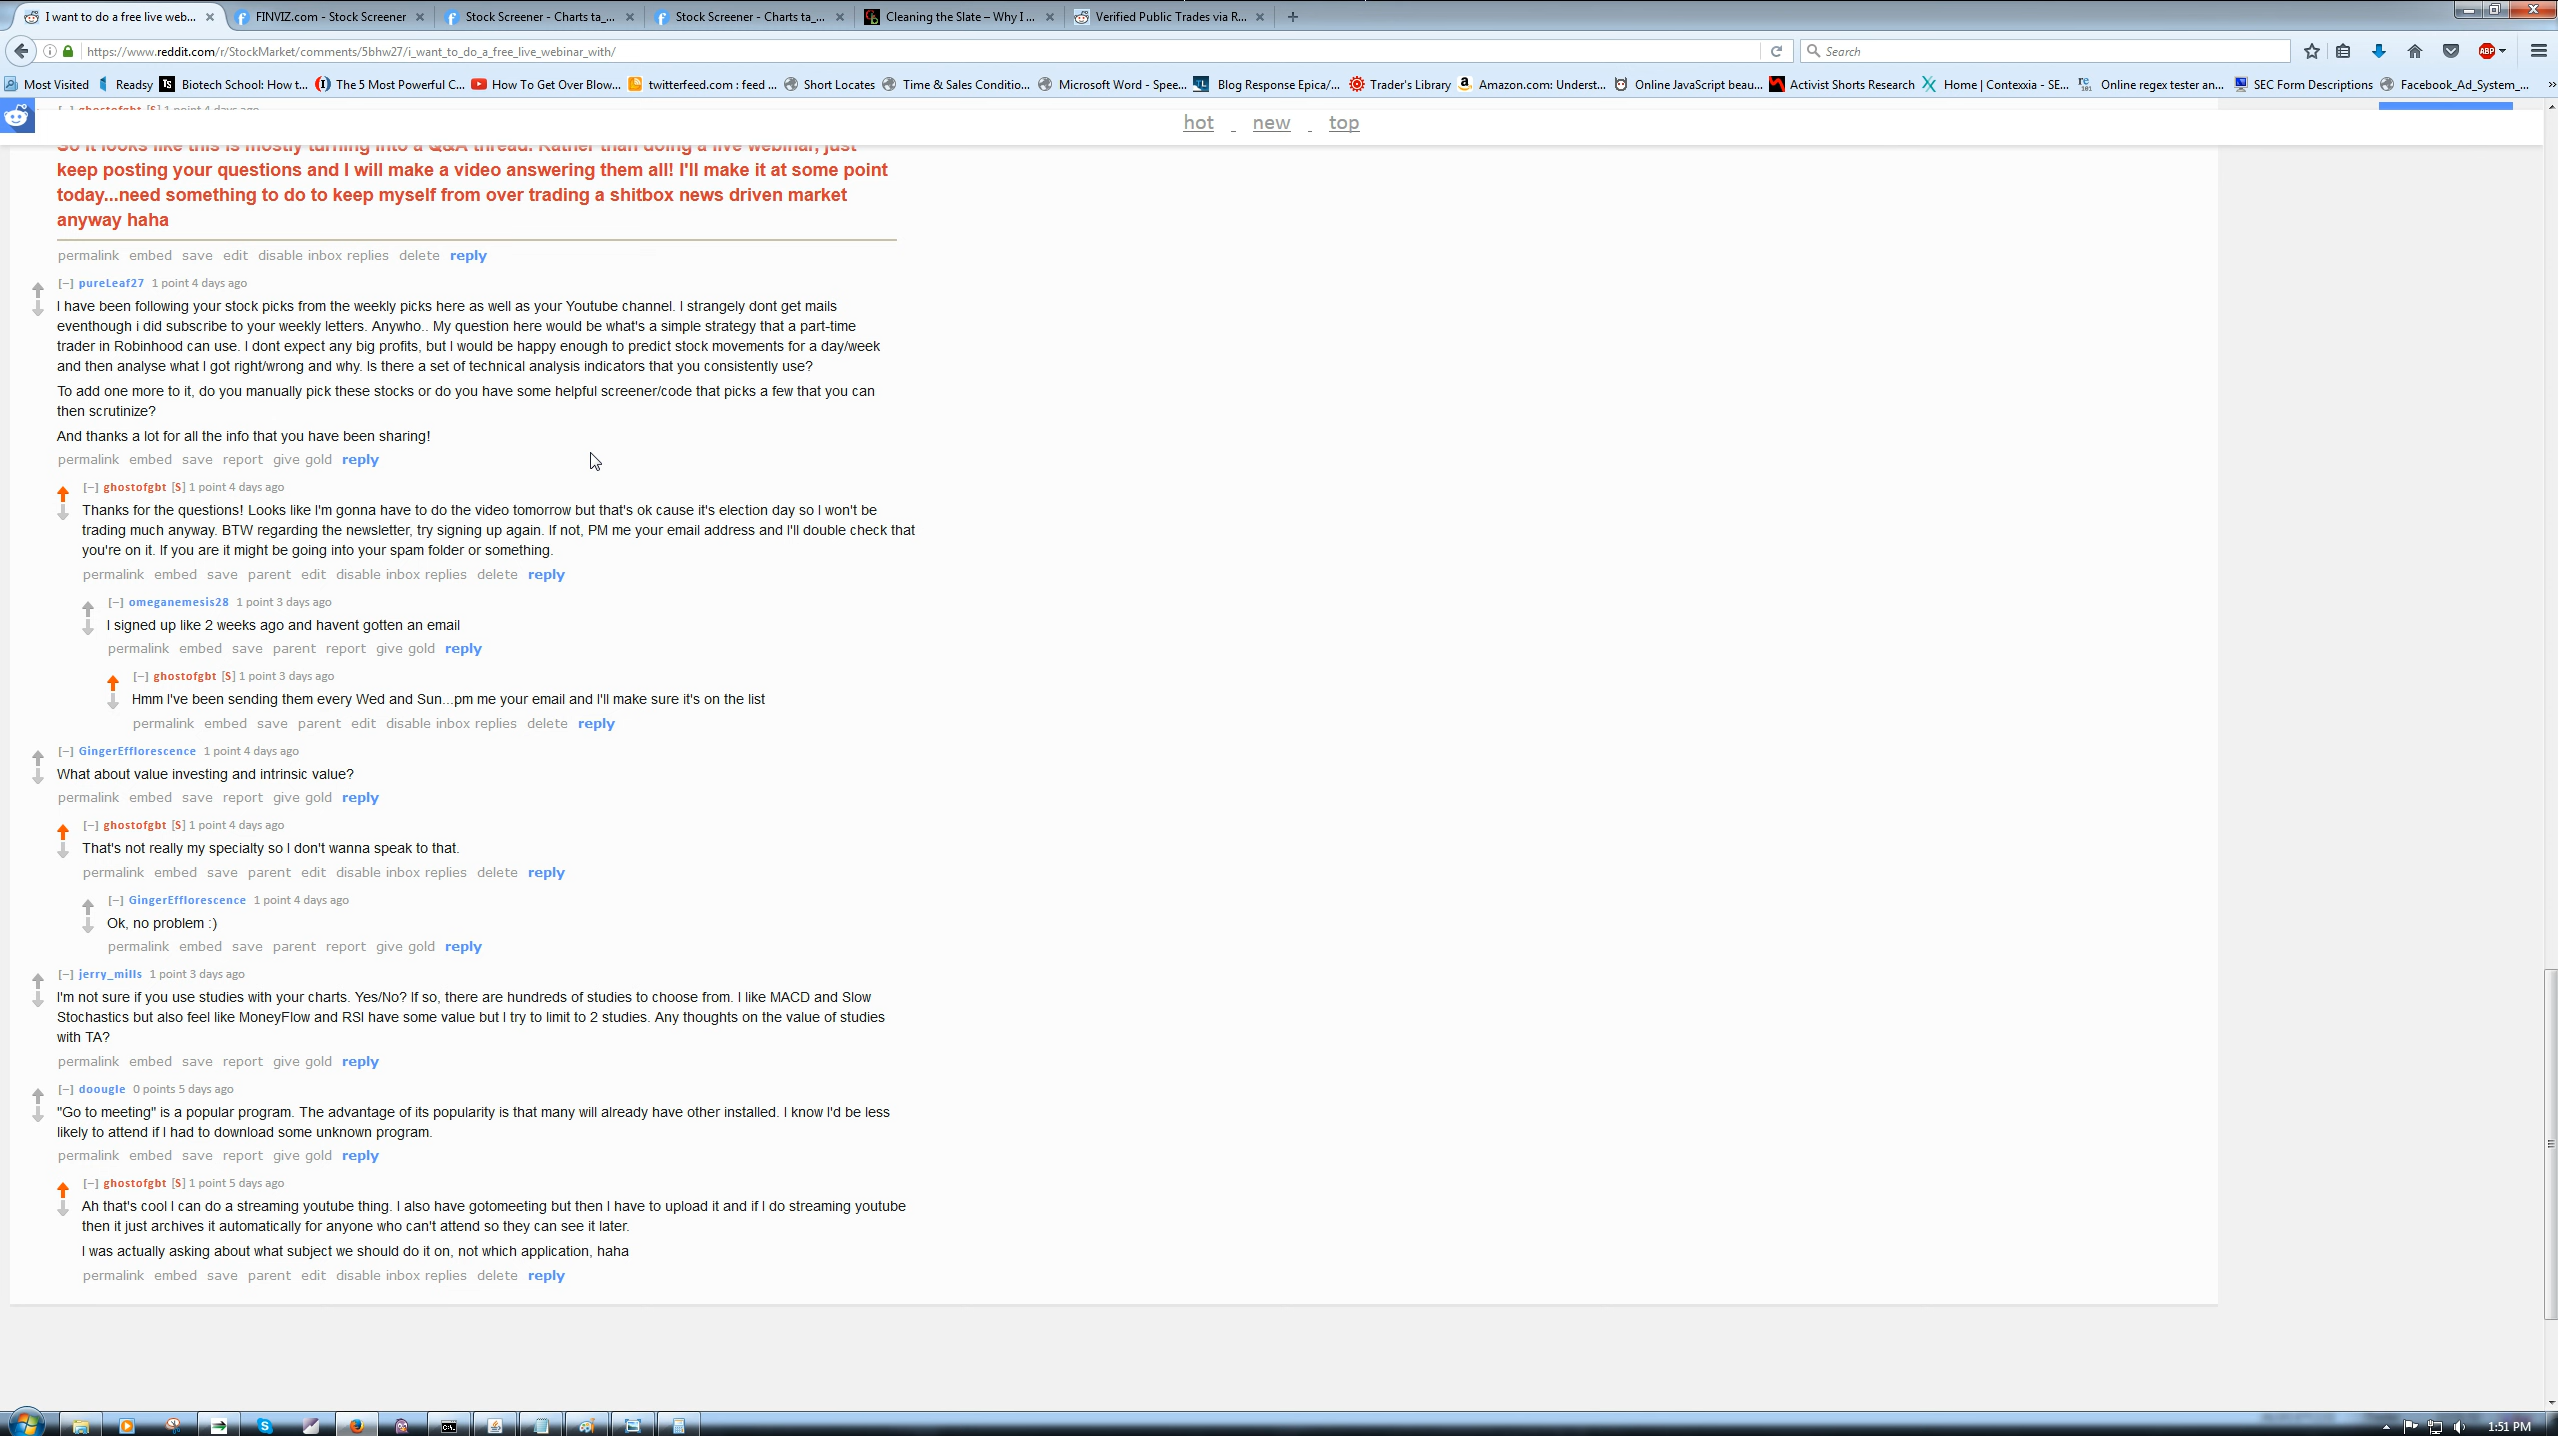 I want to do a free live web...
FINVIZ.com - Stock Screener
Stock Screener - Charts ta_...
Stock Screener - Charts ta_...
Cleaning the Slate – Why I ...
Verified Public Trades via R...
https://www.reddit.com/r/StockMarket/comments/5bhw27/i_want_to_do_a_free_live_webinar_with/
Search
ABP
Most Visited
Readsy
Biotech School: How t...
The 5 Most Powerful C...
How To Get Over Blow...
twitterfeed.com : feed ...
Short Locates
Time & Sales Conditio...
Microsoft Word - Spee...
Blog Response Epica/...
Trader's Library
Amazon.com: Underst...
Online JavaScript beau...
Activist Shorts Research
Home | Contexxia - SE...
Online regex tester an...
SEC Form Descriptions
Facebook_Ad_System_...
[–] ghostofgbt [S] 1 point 4 days ago
hot - new - top
So it looks like this is mostly turning into a Q&A thread. Rather than doing a live webinar, just
keep posting your questions and I will make a video answering them all! I'll make it at some point
today...need something to do to keep myself from over trading a shitbox news driven market
anyway haha
permalink embed save edit disable inbox replies delete reply
[–] pureLeaf27 1 point 4 days ago
I have been following your stock picks from the weekly picks here as well as your Youtube channel. I strangely dont get mails
eventhough i did subscribe to your weekly letters. Anywho.. My question here would be what's a simple strategy that a part-time
trader in Robinhood can use. I dont expect any big profits, but I would be happy enough to predict stock movements for a day/week
and then analyse what I got right/wrong and why. Is there a set of technical analysis indicators that you consistently use?
To add one more to it, do you manually pick these stocks or do you have some helpful screener/code that picks a few that you can
then scrutinize?
And thanks a lot for all the info that you have been sharing!
permalink embed save report give gold reply
[–] ghostofgbt [S] 1 point 4 days ago
Thanks for the questions! Looks like I'm gonna have to do the video tomorrow but that's ok cause it's election day so I won't be
trading much anyway. BTW regarding the newsletter, try signing up again. If not, PM me your email address and I'll double check that
you're on it. If you are it might be going into your spam folder or something.
permalink embed save parent edit disable inbox replies delete reply
[–] omeganemesis28 1 point 3 days ago
I signed up like 2 weeks ago and havent gotten an email
permalink embed save parent report give gold reply
[–] ghostofgbt [S] 1 point 3 days ago
Hmm I've been sending them every Wed and Sun...pm me your email and I'll make sure it's on the list
permalink embed save parent edit disable inbox replies delete reply
[–] GingerEfflorescence 1 point 4 days ago
What about value investing and intrinsic value?
permalink embed save report give gold reply
[–] ghostofgbt [S] 1 point 4 days ago
That's not really my specialty so I don't wanna speak to that.
permalink embed save parent edit disable inbox replies delete reply
[–] GingerEfflorescence 1 point 4 days ago
Ok, no problem :)
permalink embed save parent report give gold reply
[–] jerry_mills 1 point 3 days ago
I'm not sure if you use studies with your charts. Yes/No? If so, there are hundreds of studies to choose from. I like MACD and Slow
Stochastics but also feel like MoneyFlow and RSI have some value but I try to limit to 2 studies. Any thoughts on the value of studies
with TA?
permalink embed save report give gold reply
[–] doougle 0 points 5 days ago
"Go to meeting" is a popular program. The advantage of its popularity is that many will already have other installed. I know I'd be less
likely to attend if I had to download some unknown program.
permalink embed save report give gold reply
[–] ghostofgbt [S] 1 point 5 days ago
Ah that's cool I can do a streaming youtube thing. I also have gotomeeting but then I have to upload it and if I do streaming youtube
then it just archives it automatically for anyone who can't attend so they can see it later.
I was actually asking about what subject we should do it on, not which application, haha
permalink embed save parent edit disable inbox replies delete reply
1:51 PM